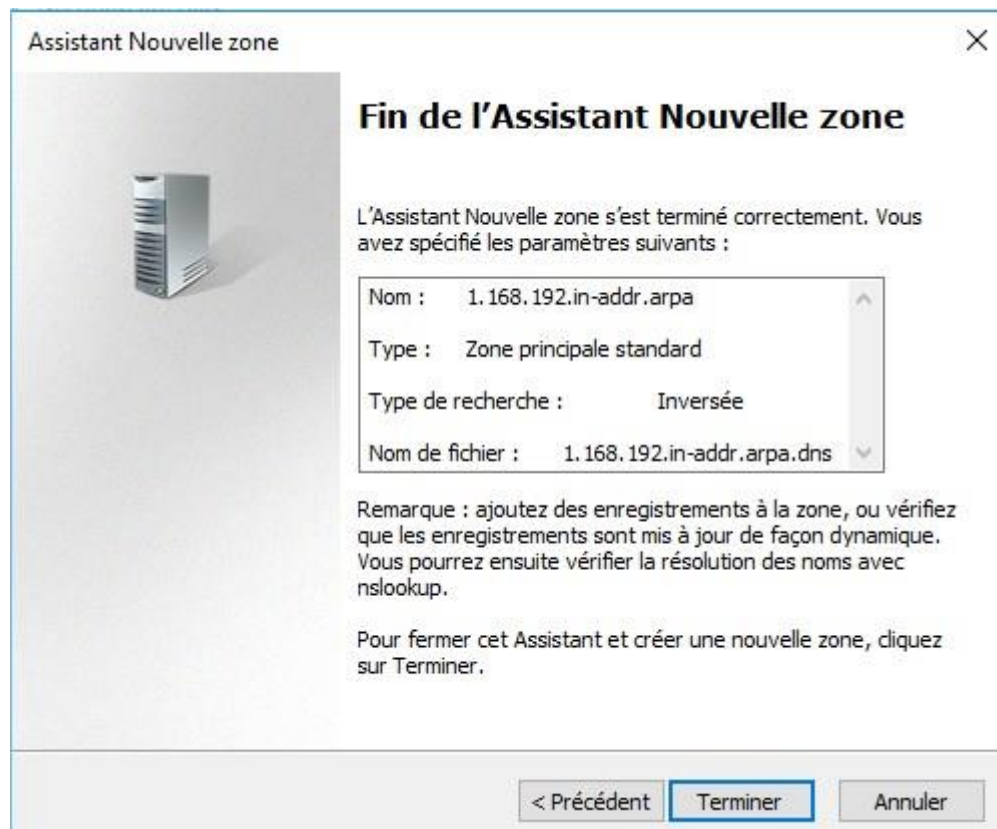 Assistant Nouvelle zone
Fin de l'Assistant Nouvelle zone
L'Assistant Nouvelle zone s'est terminé correctement. Vous
avez spécifié les paramètres suivants :
Nom : 1.168.192.in-addr.arpa
Type : Zone principale standard
Type de recherche : Inversée
Nom de fichier : 1.168.192.in-addr.arpa.dns
Remarque : ajoutez des enregistrements à la zone, ou vérifiez
que les enregistrements sont mis à jour de façon dynamique.
Vous pourrez ensuite vérifier la résolution des noms avec
nslookup.
Pour fermer cet Assistant et créer une nouvelle zone, cliquez
sur Terminer.
< Précédent Terminer Annuler